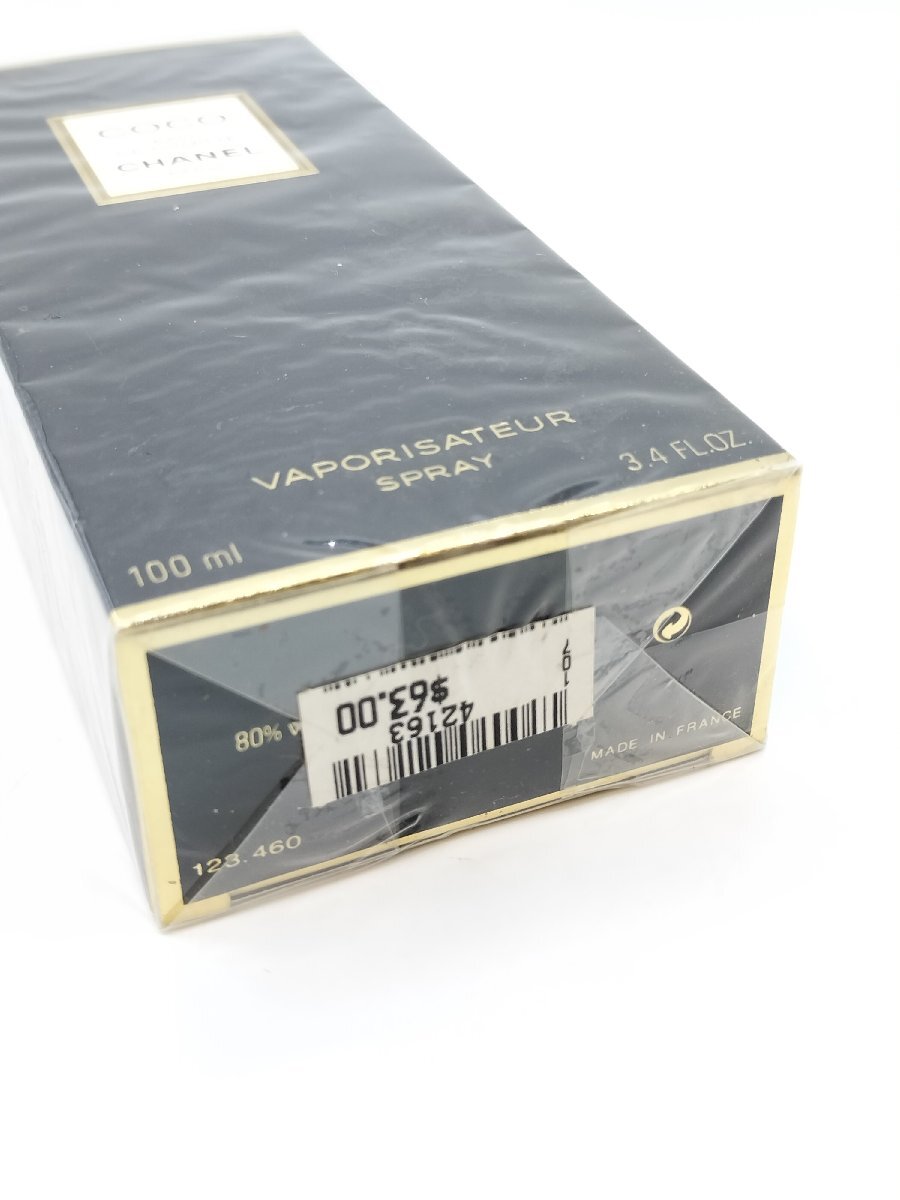 COCO
CHANEL
VAPORISATEUR
SPRAY
3.4 FL.OZ.
100 ml
107
42163
$63.00
80%
MADE IN FRANCE
123.460